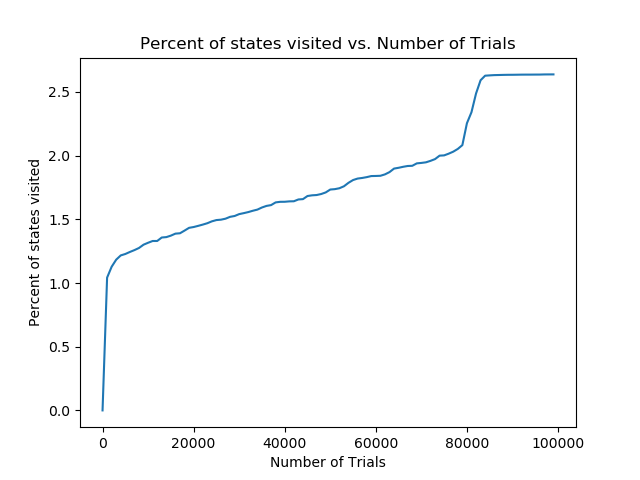 Percent of states visited vs. Number of Trials
Percent of states visited
2.5
2.0
1.5
1.0
0.5
0.0
0 20000 40000 60000 80000 100000
Number of Trials